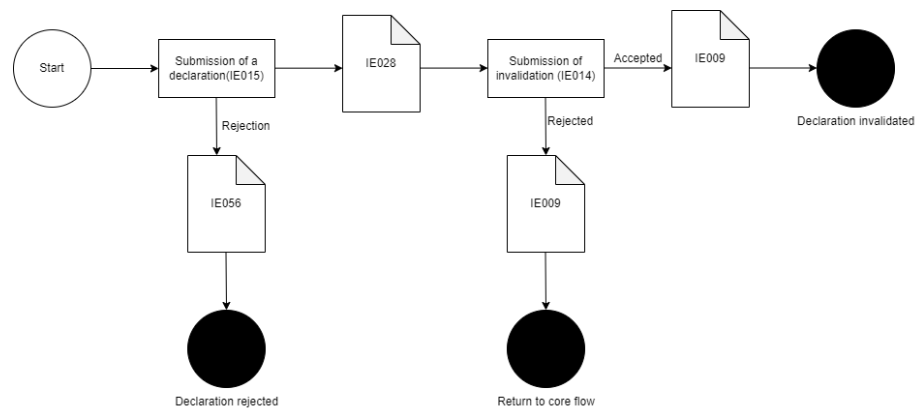 Start
Submission of a
declaration(IE015)
IE028
Submission of
invalidation (IE014)
Accepted
IE009
Declaration invalidated
Rejection
Rejected
IE056
IE009
Declaration rejected
Return to core flow